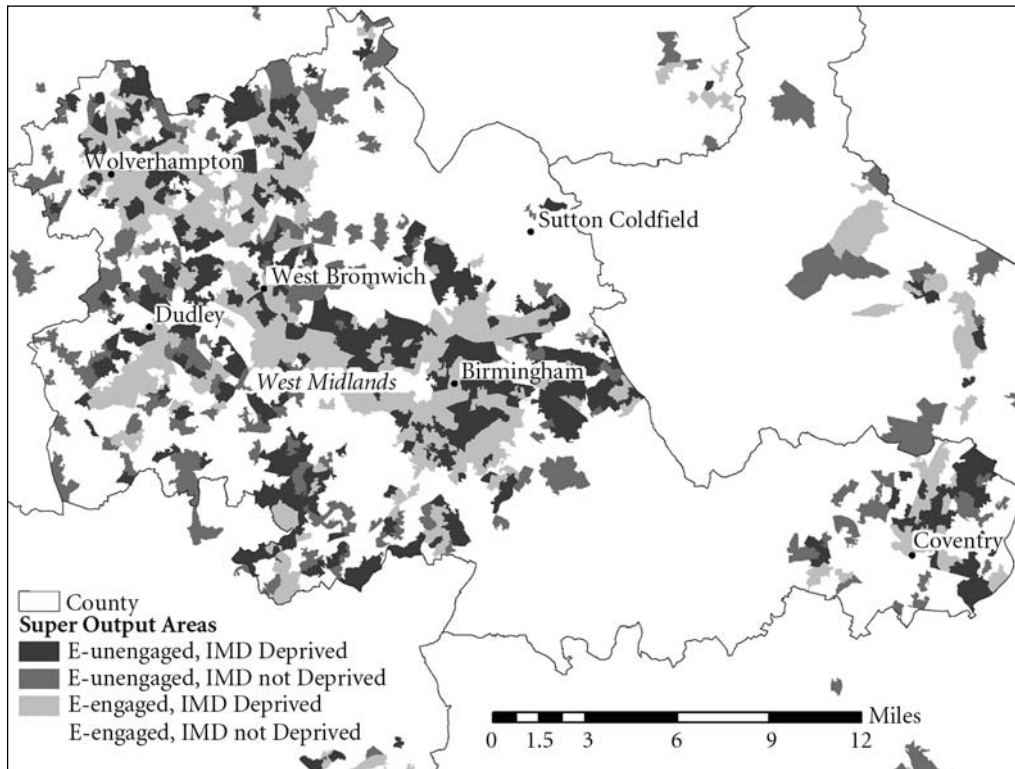 Wolverhampton
Sutton Coldfield
West Bromwich
Dudley
West Midlands
Birmingham
Coventry
County
Super Output Areas
E-unengaged, IMD Deprived
E-unengaged, IMD not Deprived
E-engaged, IMD Deprived
E-engaged, IMD not Deprived
Miles
0 1.5 3 6 9 12